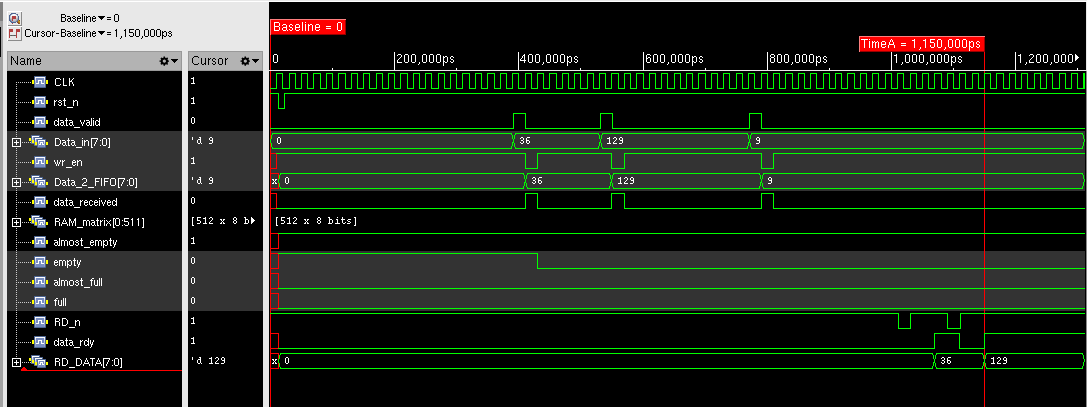 Baseline▼= 0
Cursor-Baseline▼= 1,150,000ps
Baseline = 0
TimeA = 1,150,000ps
Name Cursor 0 200,000ps 400,000ps 600,000ps 800,000ps 1,000,000ps 1,200,000
CLK 1
rst_n 1
data_valid 0
Data_in[7:0] 'd 9 0 36 129 9
wr_en 1
Data_2_FIFO[7:0] 'd 9 x 0 36 129 9
data_received 0
RAM_matrix[0:511] [512 x 8 b [512 x 8 bits]
almost_empty 1
empty 0
almost_full 0
full 0
RD_n 1
data_rdy 1
RD_DATA[7:0] 'd 129 x 0 36 129